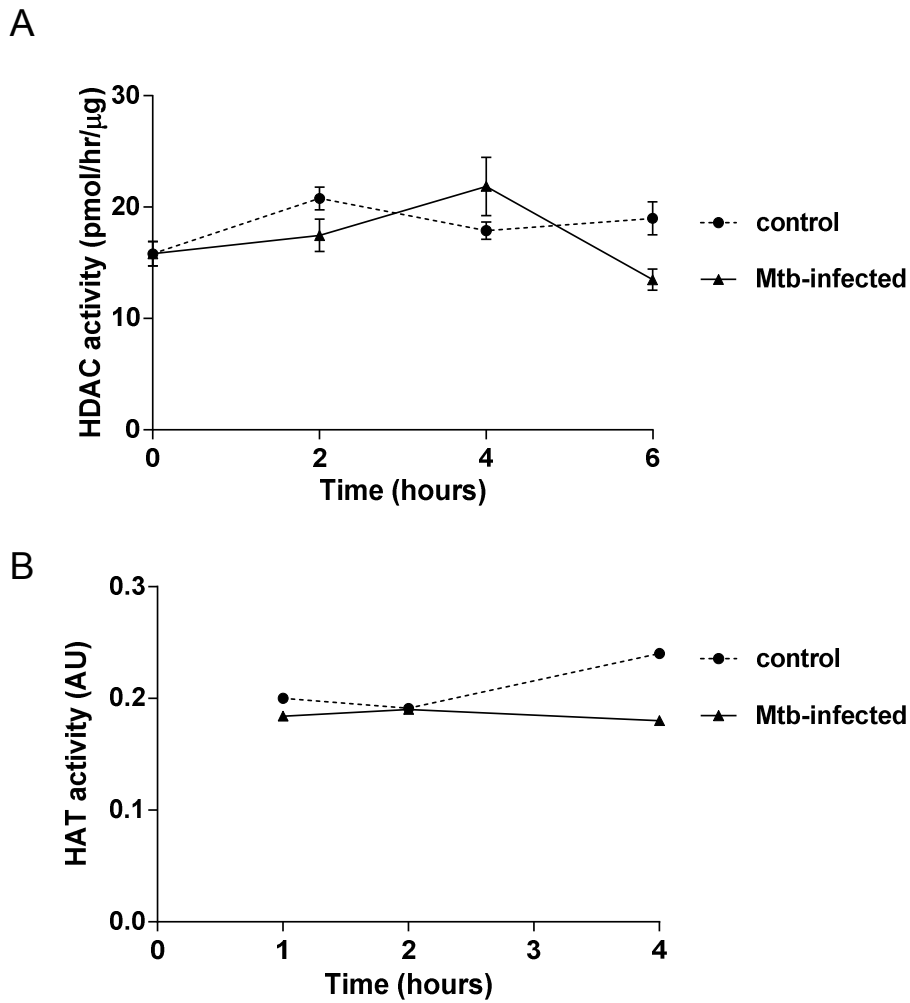 A
HDAC activity (pmol/hr/μg)
30
20
10
0
0 2 4 6
Time (hours)
control
Mtb-infected
B
HAT activity (AU)
0.3
0.2
0.1
0.0
0 1 2 3 4
Time (hours)
control
Mtb-infected